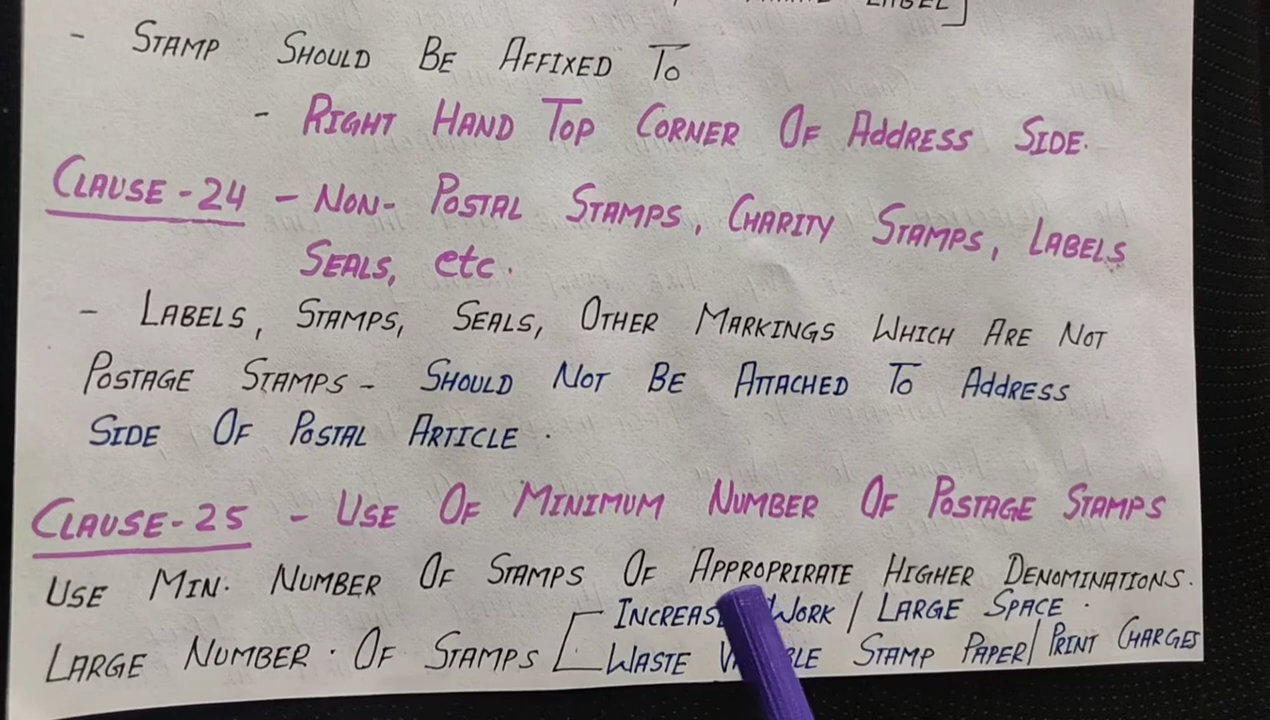 LABEL]
- STAMP SHOULD BE AFFIXED TO
- RIGHT HAND TOP CORNER OF ADDRESS SIDE.
CLAUSE-24 - NON-POSTAL STAMPS, CHARITY STAMPS, LABELS
SEALS, etc.
- LABELS, STAMPS, SEALS, OTHER MARKINGS WHICH ARE NOT
POSTAGE STAMPS - SHOULD NOT BE ATTACHED TO ADDRESS
SIDE OF POSTAL ARTICLE.
CLAUSE-25 - USE OF MINIMUM NUMBER OF POSTAGE STAMPS
USE MIN. NUMBER OF STAMPS OF APPROPRIRATE HIGHER DENOMINATIONS.
INCREAS WORK / LARGE SPACE.
LARGE NUMBER. OF STAMPS [ WASTE STAMP PAPER/ PRINT CHARGES